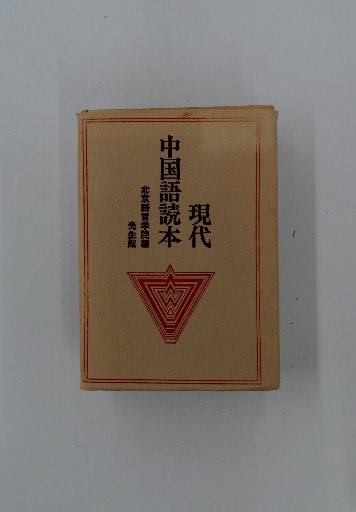 現代
中国語読本
北京語言学院編
光生館